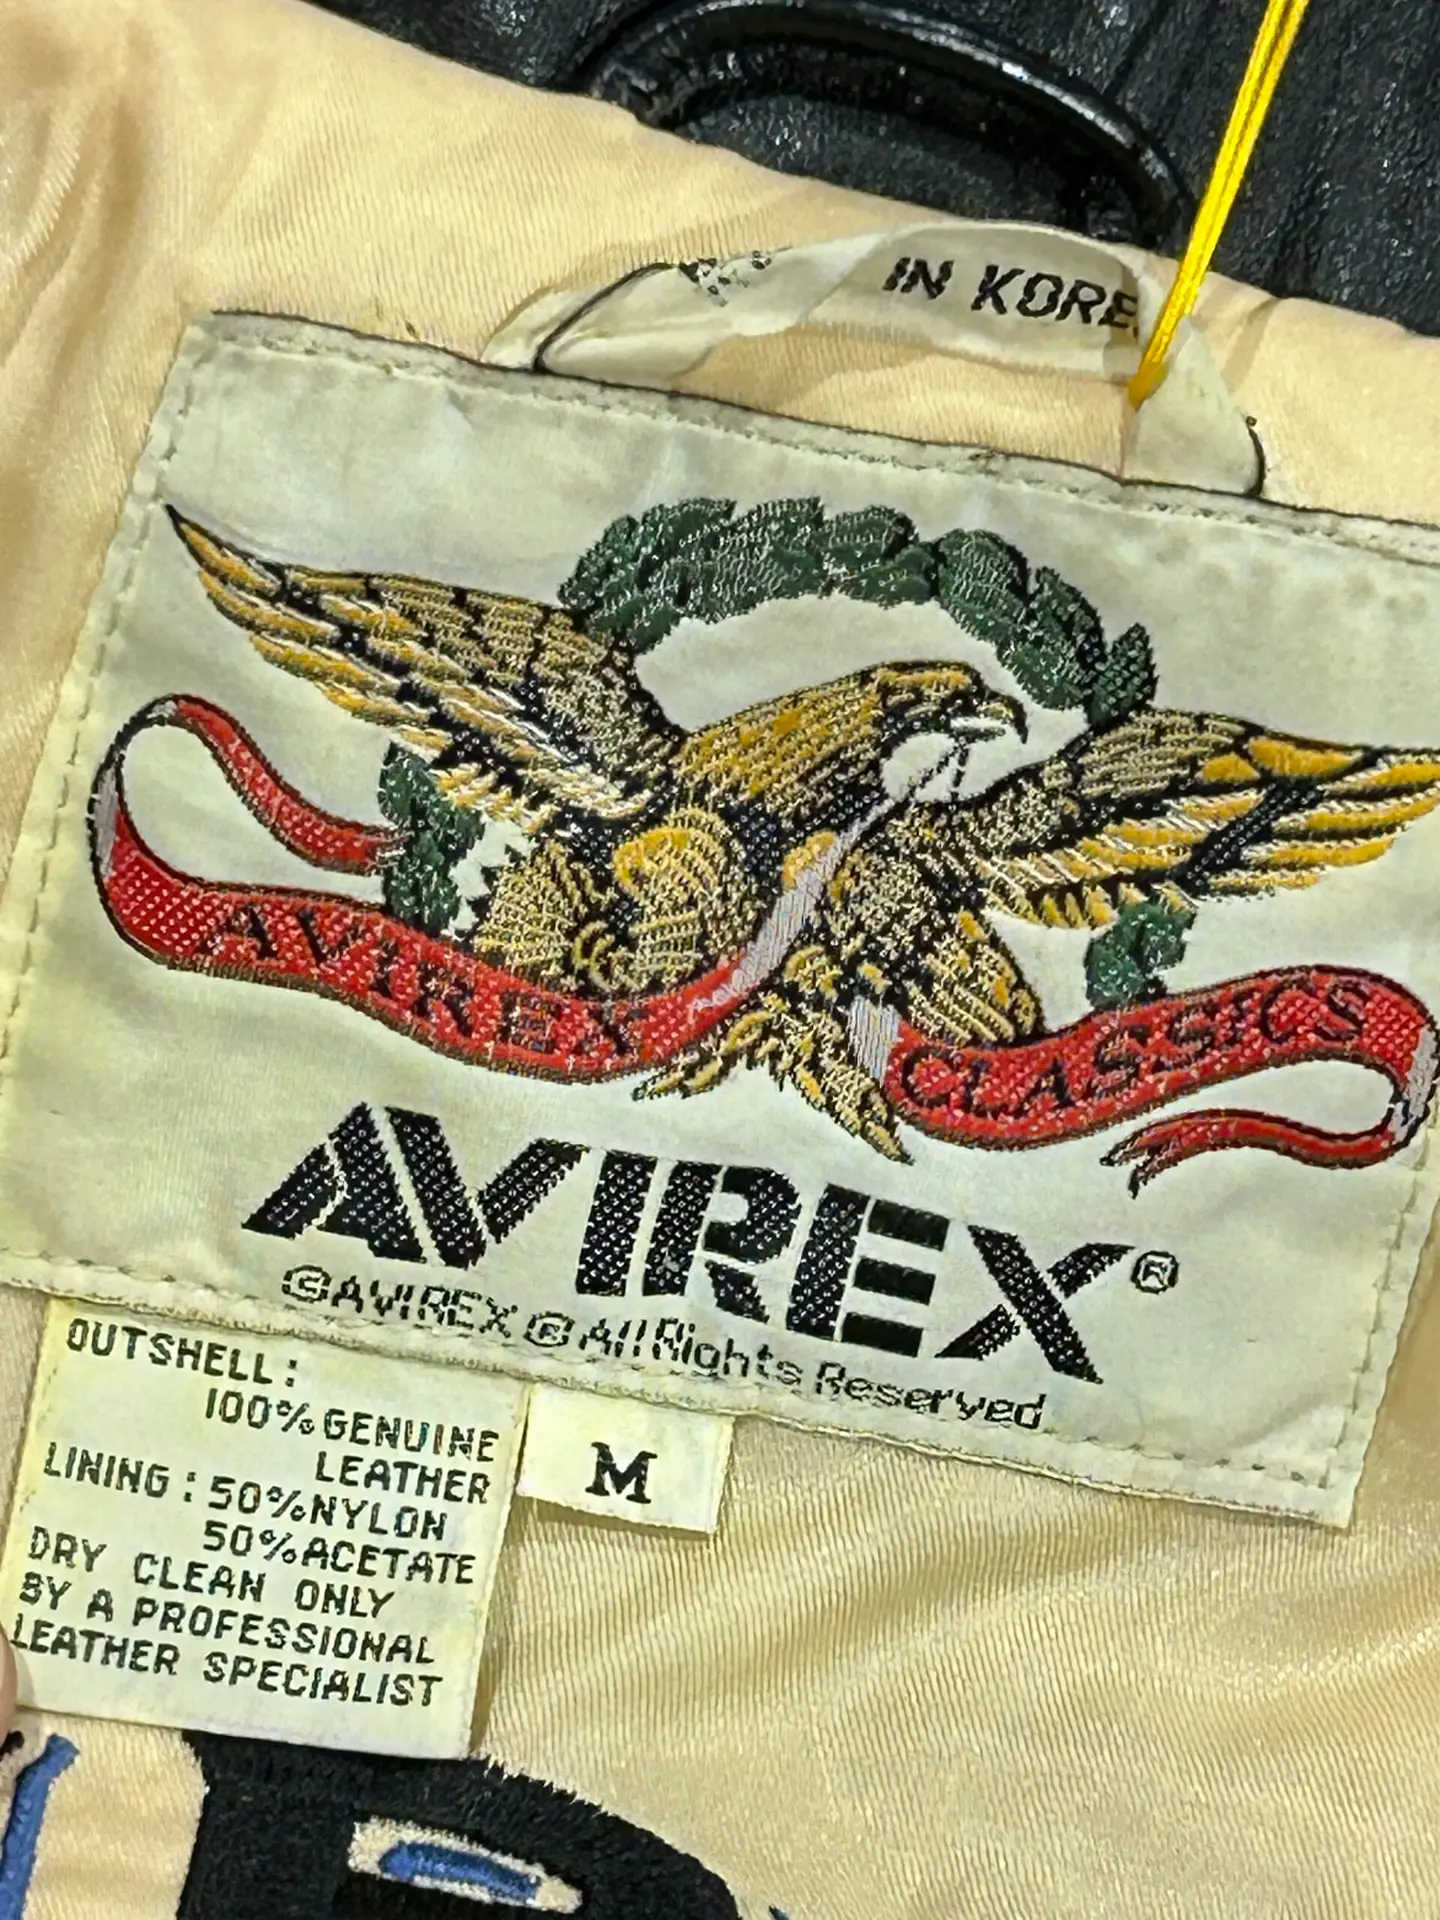 IN KORE
AVIREX CLASSICS
AVIREX®
©AVIREX ® All Rights Reserved
OUTSHELL:
100%GENUINE
LEATHER
LINING:50%NYLON
50%ACETATE
DRY CLEAN ONLY
BY A PROFESSIONAL
LEATHER SPECIALIST
M